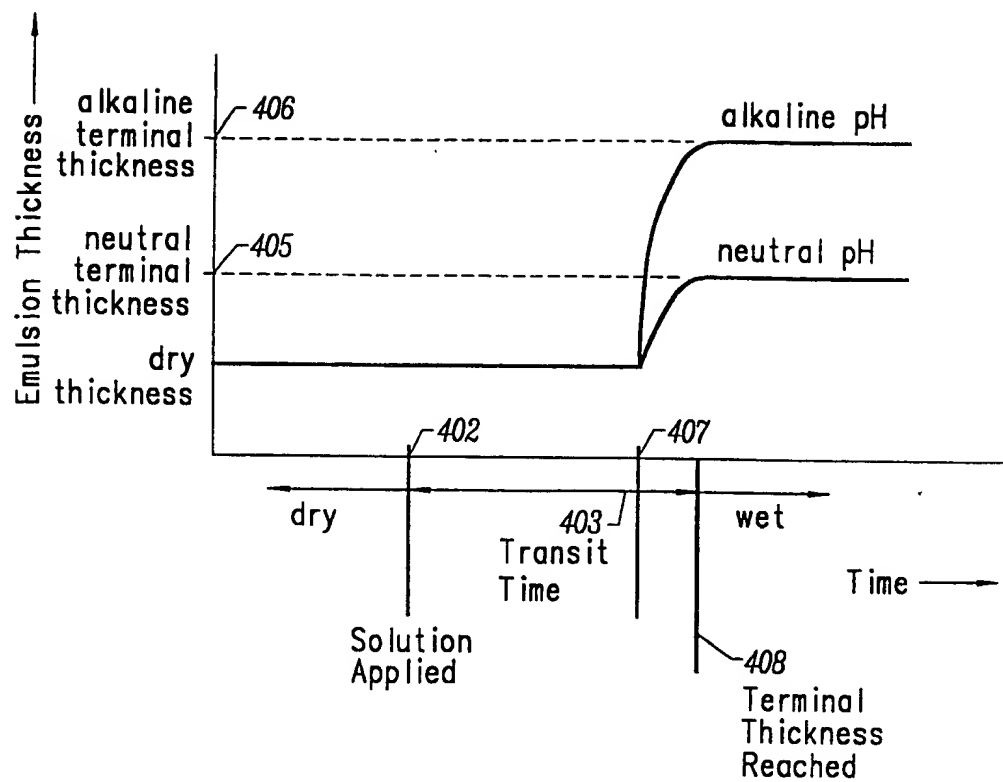 Emulsion Thickness
alkaline
terminal
thickness
406
alkaline pH
neutral
terminal
thickness
405
neutral pH
dry
thickness
402
407
dry
403
wet
Transit
Time
Time
Solution
Applied
408
Terminal
Thickness
Reached